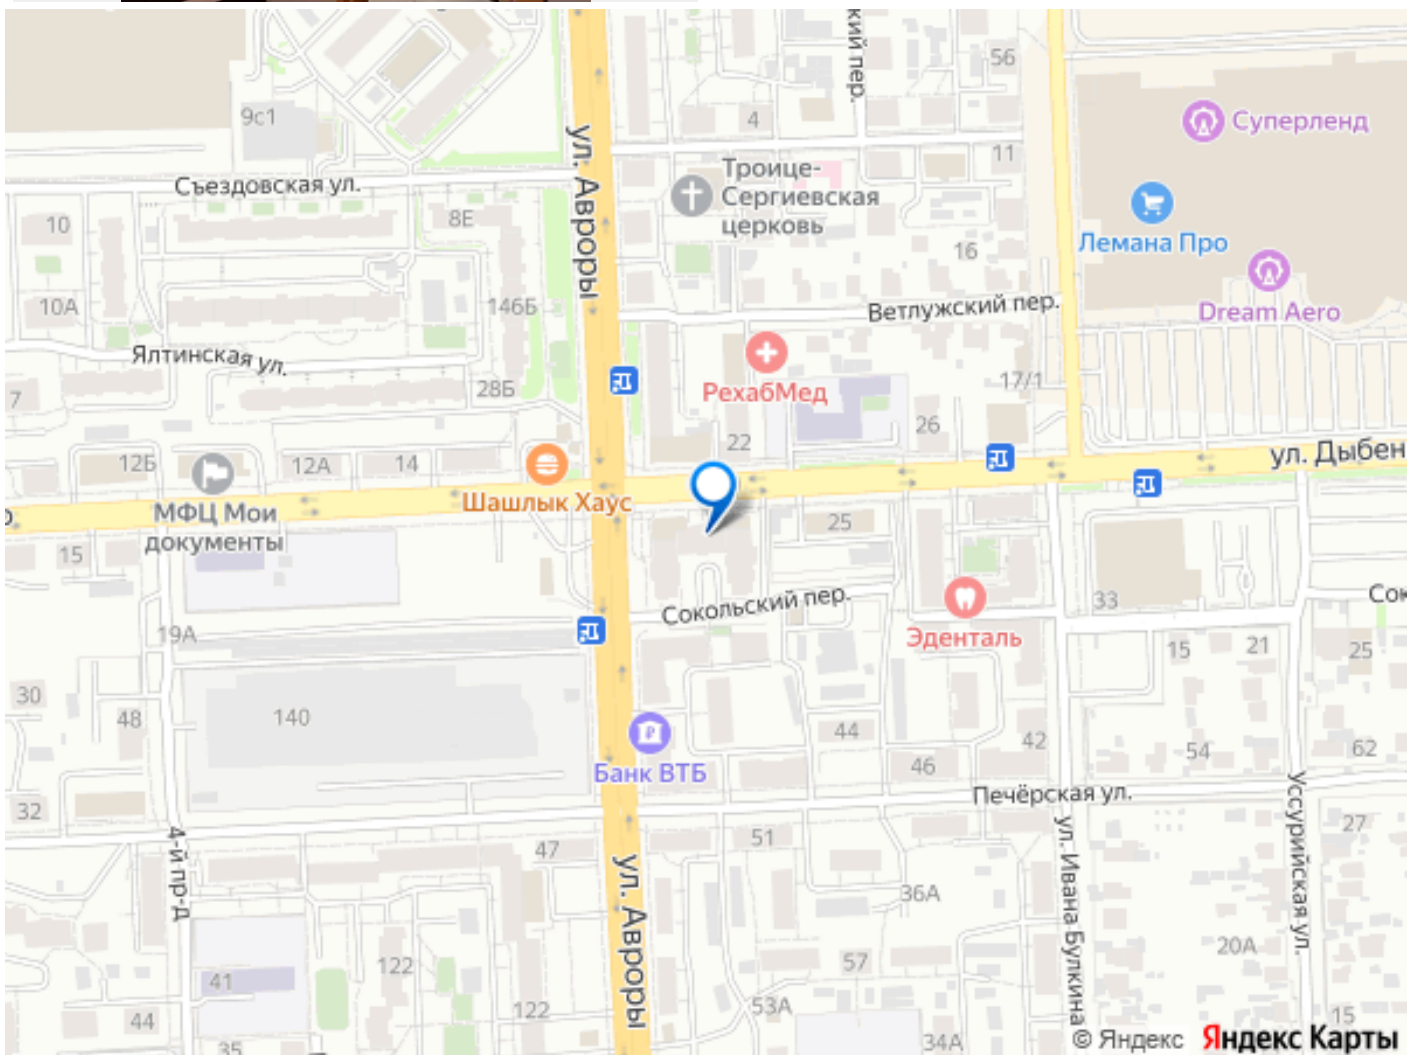 кий пер.
56
9с1
4
Суперленд
ул. Авроры
11
Троице-
Сергиевская
церковь
Съездовская ул.
10
8Е
16
Лемана Про
10А
146Б
Ветлужский пер.
Dream Aero
Ялтинская ул.
РехабМед
17/1
7
28Б
26
22
12Б
12А
14
ул. Дыбен
Шашлык Хаус
МФЦ Мои
документы
25
15
Сокольский пер.
33
Сок
19А
Эденталь
15
21
25
30
48
140
44
42
54
62
Банк ВТБ
46
Печёрская ул.
32
51
27
47
4-й пр-д
ул. Авроры
ул. Ивана Булкина
Уссурийская ул.
36А
20А
122
57
41
53А
122
44
35
34А
15
© Яндекс Яндекс Карты